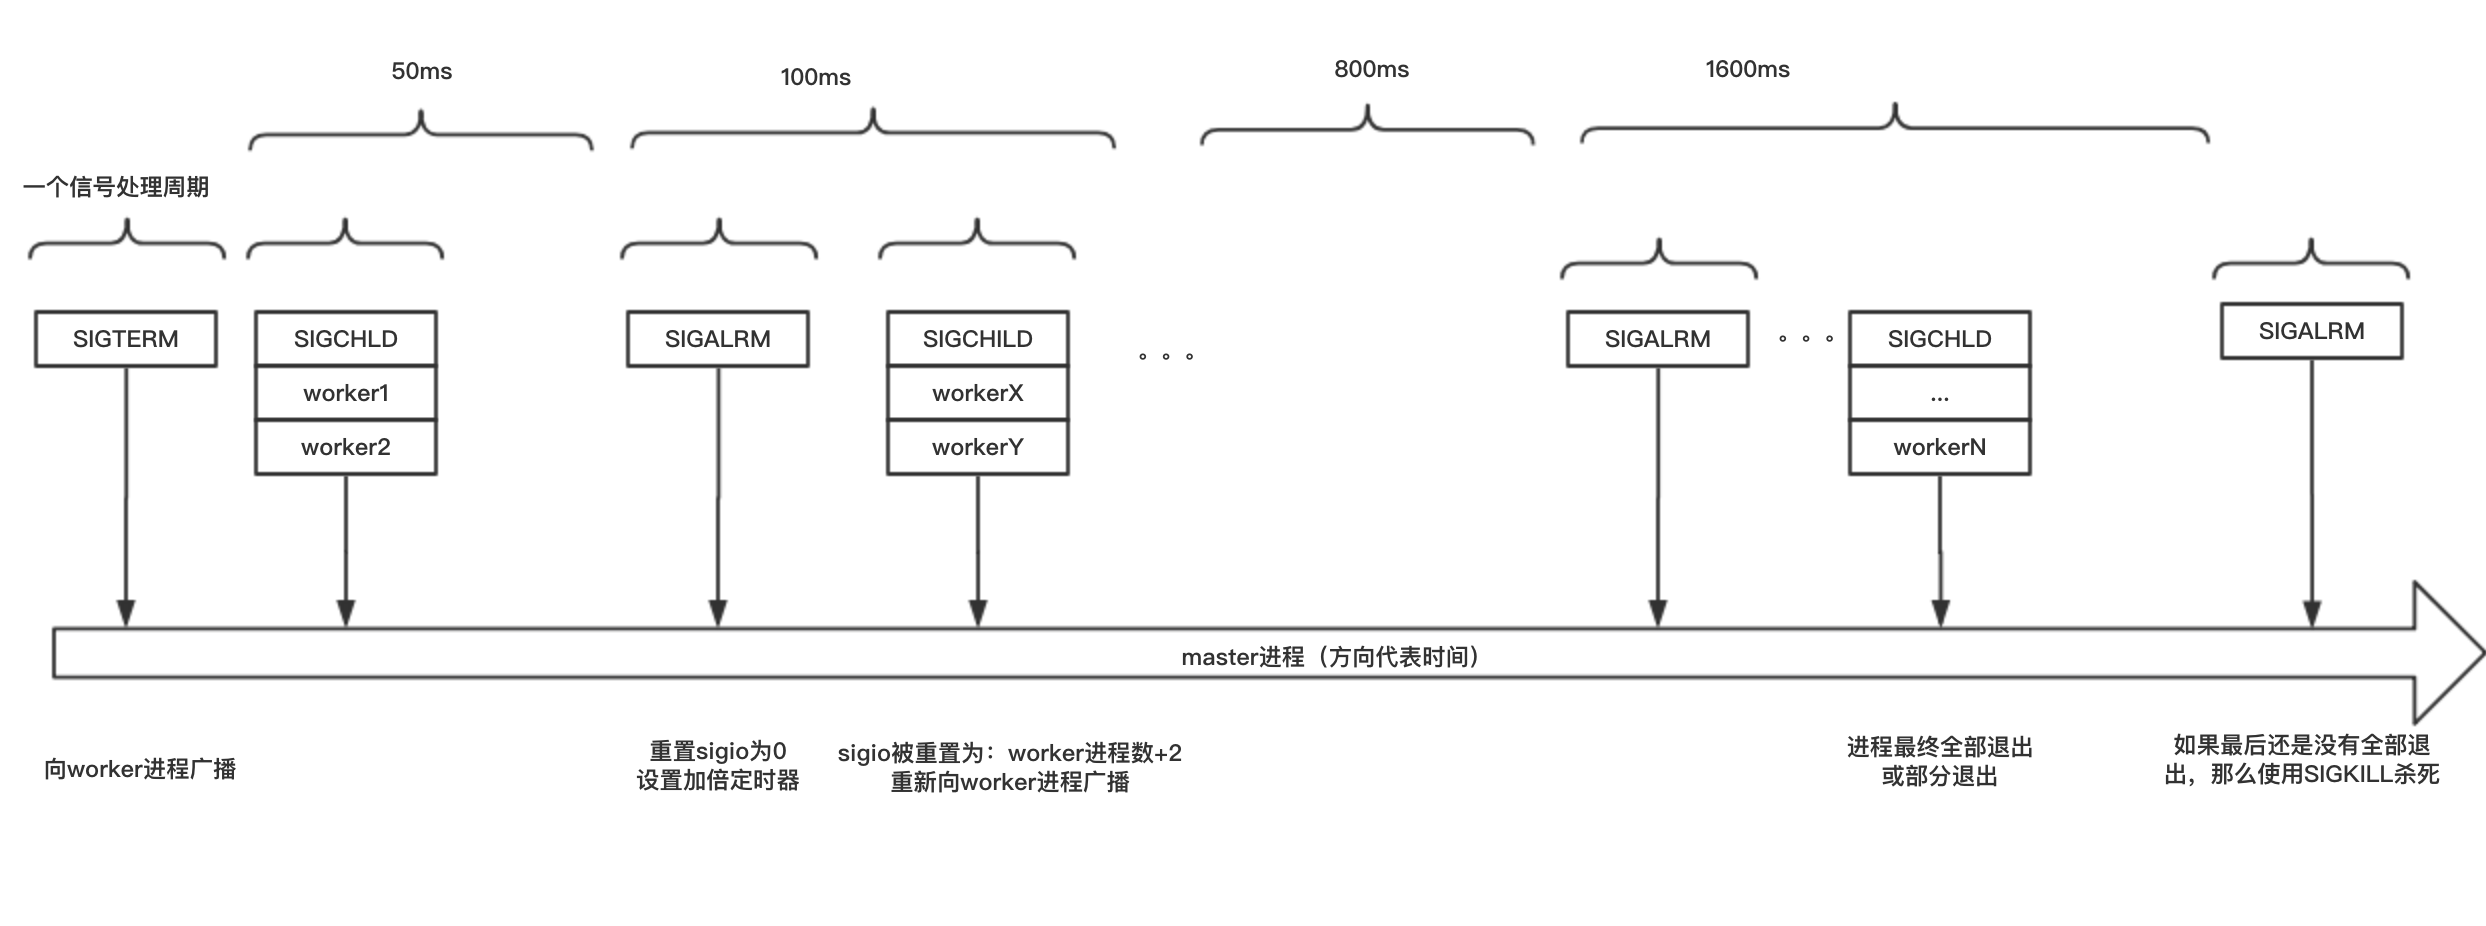 50ms
100ms
800ms
1600ms
一个信号处理周期
SIGTERM
SIGCHLD
worker1
worker2
SIGALRM
SIGCHILD
workerX
workerY
。。。
SIGALRM
。。。
SIGCHLD
...
workerN
SIGALRM
master进程（方向代表时间）
向worker进程广播
重置sigio为0
设置加倍定时器
sigio被重置为：worker进程数+2
重新向worker进程广播
进程最终全部退出
或部分退出
如果最后还是没有全部退
出，那么使用SIGKILL杀死